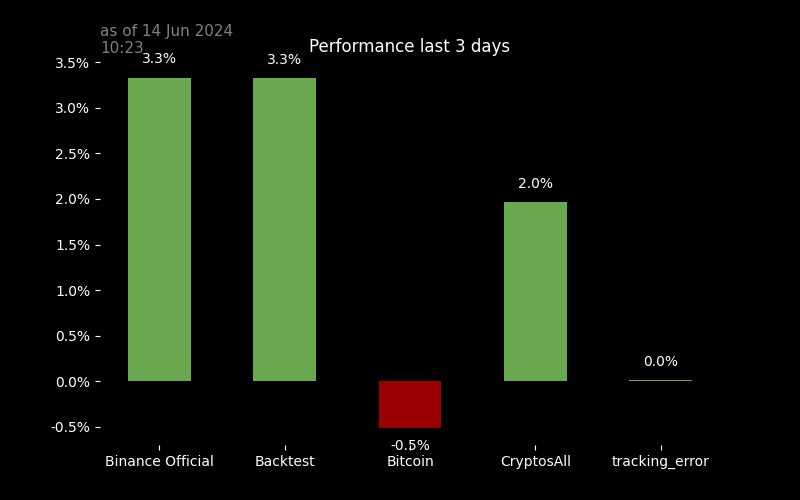 as of 14 Jun 2024
10:23
Performance last 3 days
3.5%
3.0%
2.5%
2.0%
1.5%
1.0%
0.5%
0.0%
-0.5%
3.3%
3.3%
-0.5%
2.0%
0.0%
Binance Official
Backtest
Bitcoin
CryptosAll
tracking_error